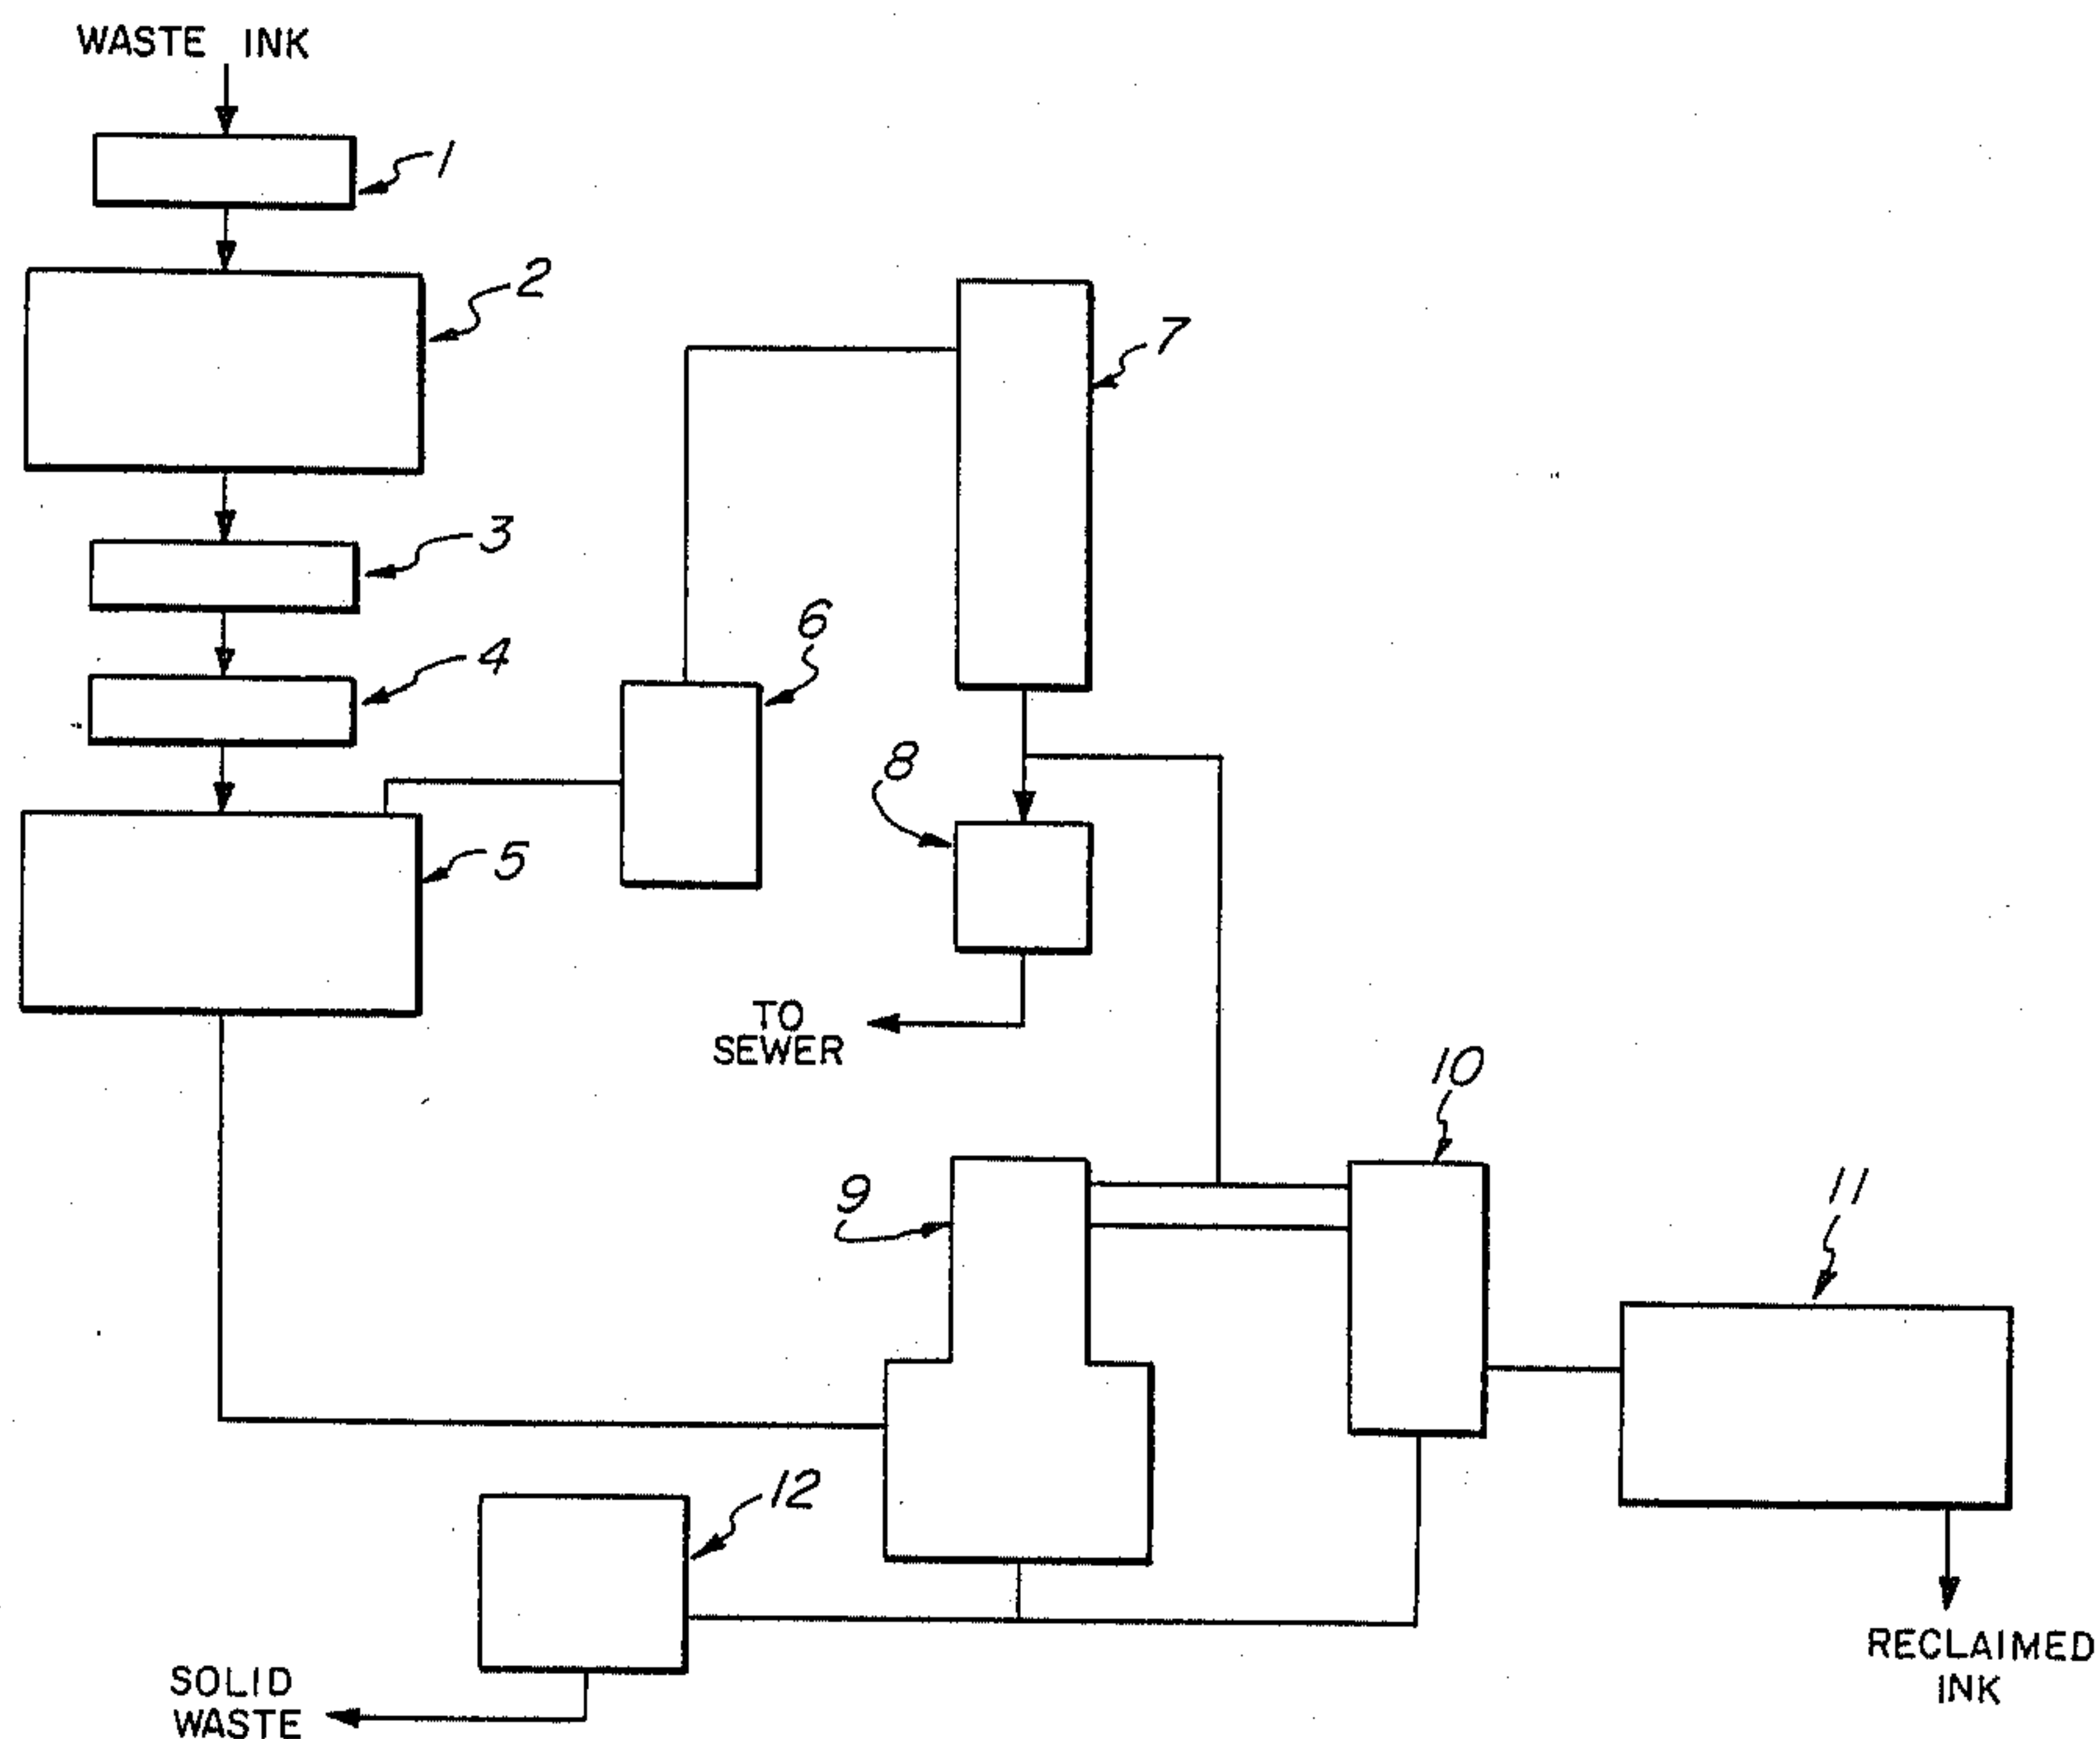 WASTE INK
1
2
7
3
6
4
8
5
TO
SEWER
10
9
11
12
RECLAIMED
INK
SOLID
WASTE